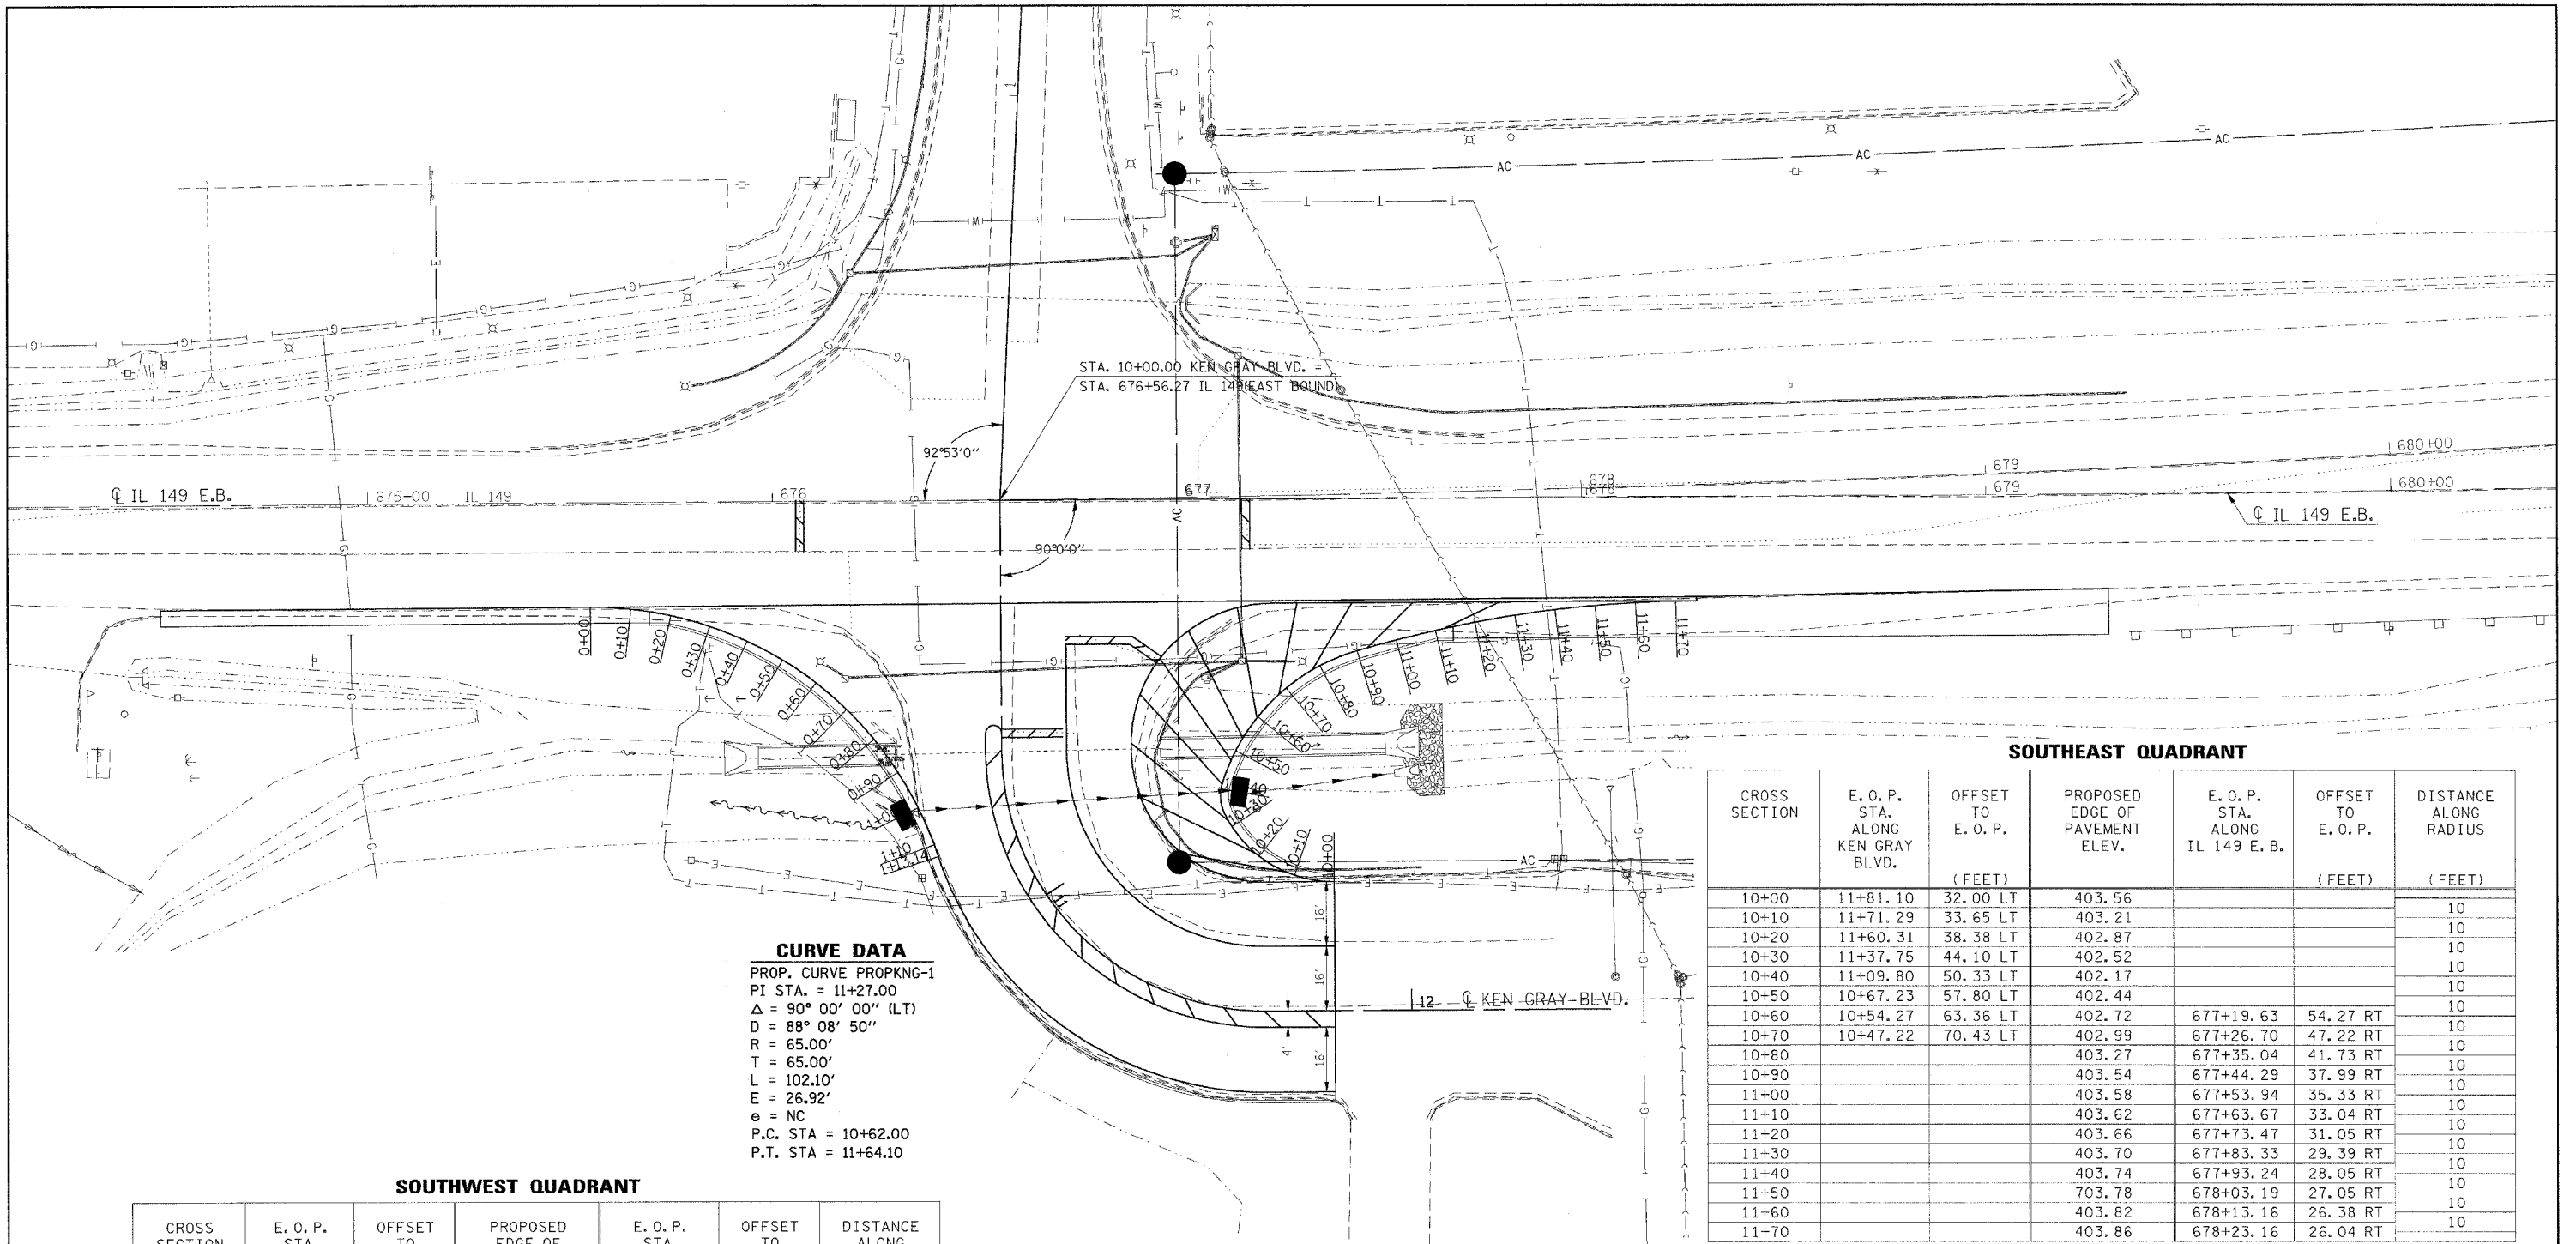 STA. 10+00.00 KEN GRAY BLVD. =
STA. 676+56.27 IL 149(EAST BOUND)
92°53'0"
90°0'0"
℄ IL 149 E.B.
675+00
IL 149
676
677
678
678
679
679
680+00
680+00
℄ IL 149 E.B.
AC
AC
AC
AC
AC
AC
0+00
0+10
0+20
0+30
0+40
0+50
0+60
0+70
0+80
0+90
1+10
1+13.14
11+70
11+60
11+50
11+40
11+30
11+20
11+10
11+00
10+90
10+80
10+70
10+60
10+50
10+30
10+20
10+10
10+00
11
16'
16'
4'
16'
12
℄ KEN GRAY BLVD.
CURVE DATA
PROP. CURVE PROPKNG-1
PI STA. = 11+27.00
Δ = 90° 00' 00" (LT)
D = 88° 08' 50"
R = 65.00'
T = 65.00'
L = 102.10'
E = 26.92'
e = NC
P.C. STA = 10+62.00
P.T. STA = 11+64.10
SOUTHEAST QUADRANT
CROSS SECTION E.O.P. STA. ALONG KEN GRAY BLVD. OFFSET TO E.O.P. (FEET) PROPOSED EDGE OF PAVEMENT ELEV. E.O.P. STA. ALONG IL 149 E.B. OFFSET TO E.O.P. (FEET) DISTANCE ALONG RADIUS (FEET)
10+00 11+81.10 32.00 LT 403.56
10
10+10 11+71.29 33.65 LT 403.21
10
10+20 11+60.31 38.38 LT 402.87
10
10+30 11+37.75 44.10 LT 402.52
10
10+40 11+09.80 50.33 LT 402.17
10
10+50 10+67.23 57.80 LT 402.44
10
10+60 10+54.27 63.36 LT 402.72 677+19.63 54.27 RT
10
10+70 10+47.22 70.43 LT 402.99 677+26.70 47.22 RT
10
10+80 403.27 677+35.04 41.73 RT
10
10+90 403.54 677+44.29 37.99 RT
10
11+00 403.58 677+53.94 35.33 RT
10
11+10 403.62 677+63.67 33.04 RT
10
11+20 403.66 677+73.47 31.05 RT
10
11+30 403.70 677+83.33 29.39 RT
10
11+40 403.74 677+93.24 28.05 RT
10
11+50 703.78 678+03.19 27.05 RT
10
11+60 403.82 678+13.16 26.38 RT
10
11+70 403.86 678+23.16 26.04 RT
SOUTHWEST QUADRANT
CROSS E.O.P. OFFSET PROPOSED E.O.P. OFFSET DISTANCE